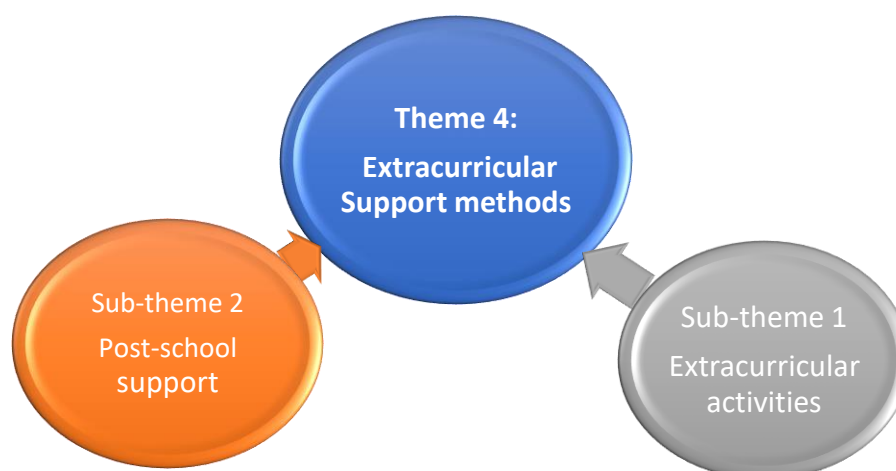 Theme 4:
Extracurricular
Support methods
Sub-theme 2
Post-school
support
Sub-theme 1
Extracurricular
activities